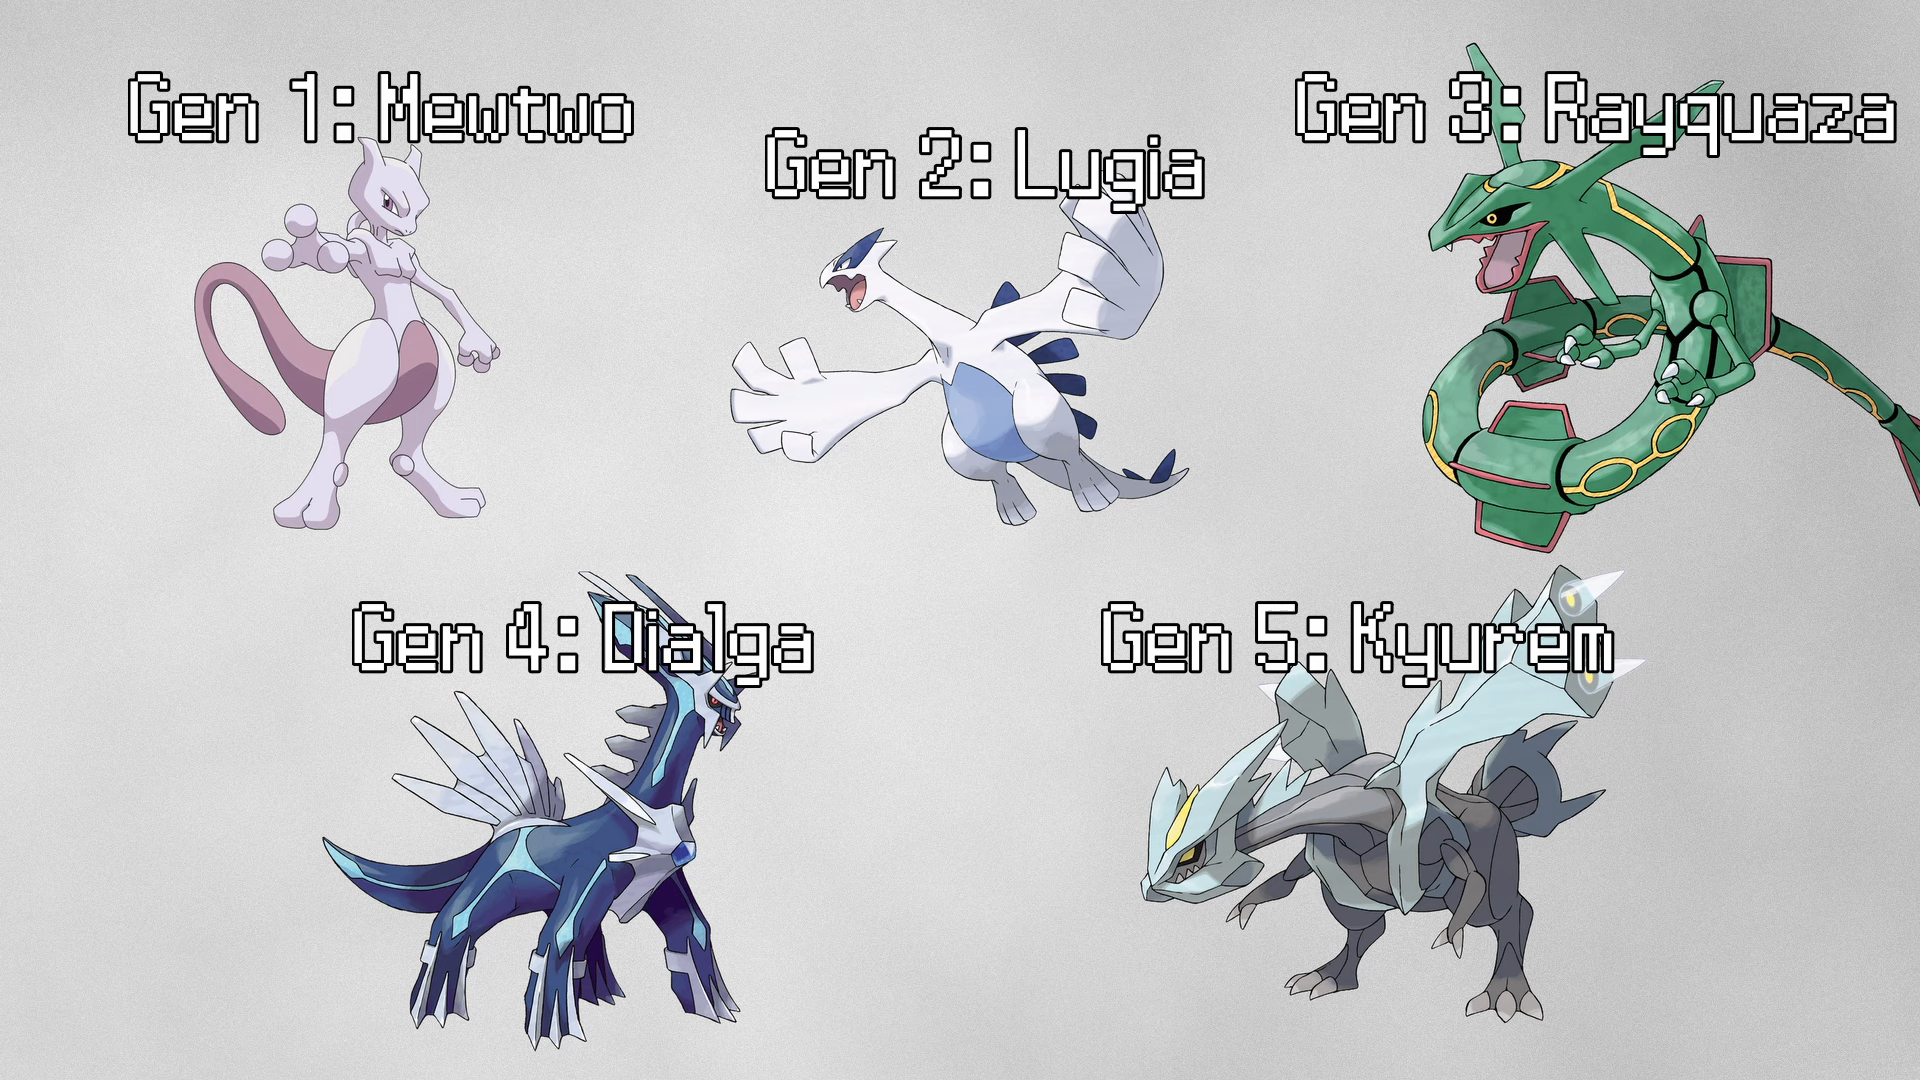 Gen 1: Mewtwo
Gen 2: Lugia
Gen 3: Rayquaza
Gen 4: Dialga
Gen 5: Kyurem